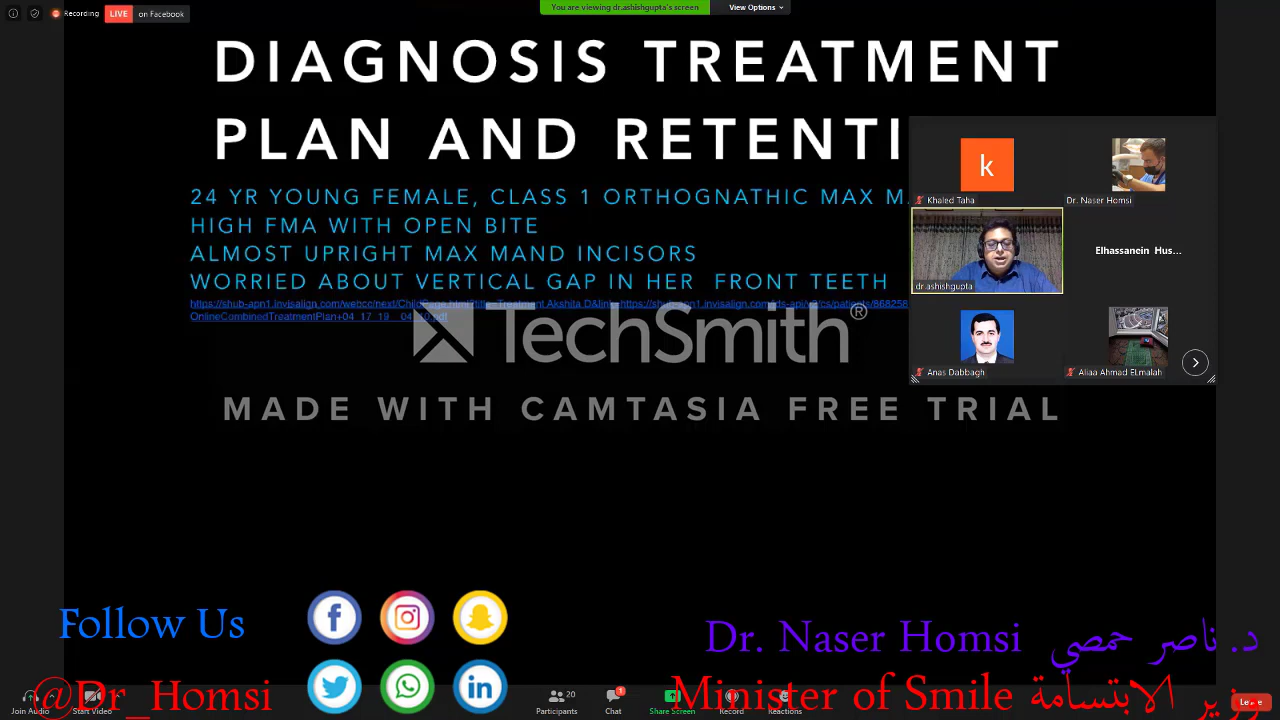 Recording
LIVE on Facebook
You are viewing dr.ashishgupta's screen
View Options
DIAGNOSIS TREATMENT
PLAN AND RETENTI
24 YR YOUNG FEMALE, CLASS 1 ORTHOGNATHIC MAX
HIGH FMA WITH OPEN BITE
ALMOST UPRIGHT MAX MAND INCISORS
WORRIED ABOUT VERTICAL GAP IN HER FRONT TEETH
k
Khaled Taha
Dr. Naser Homsi
dr.ashishgupta
Elhassanein Hus...
Anas Dabbagh
Aliaa Ahmad ELmalah
TechSmith®
MADE WITH CAMTASIA FREE TRIAL
Follow Us
@Dr_Homsi
Dr. Naser Homsi د. ناصر حمصي
Minister of Smile وزير الابتسامة
Join Audio
Start Video
Participants 20
Chat 1
Share Screen
Record
Reactions